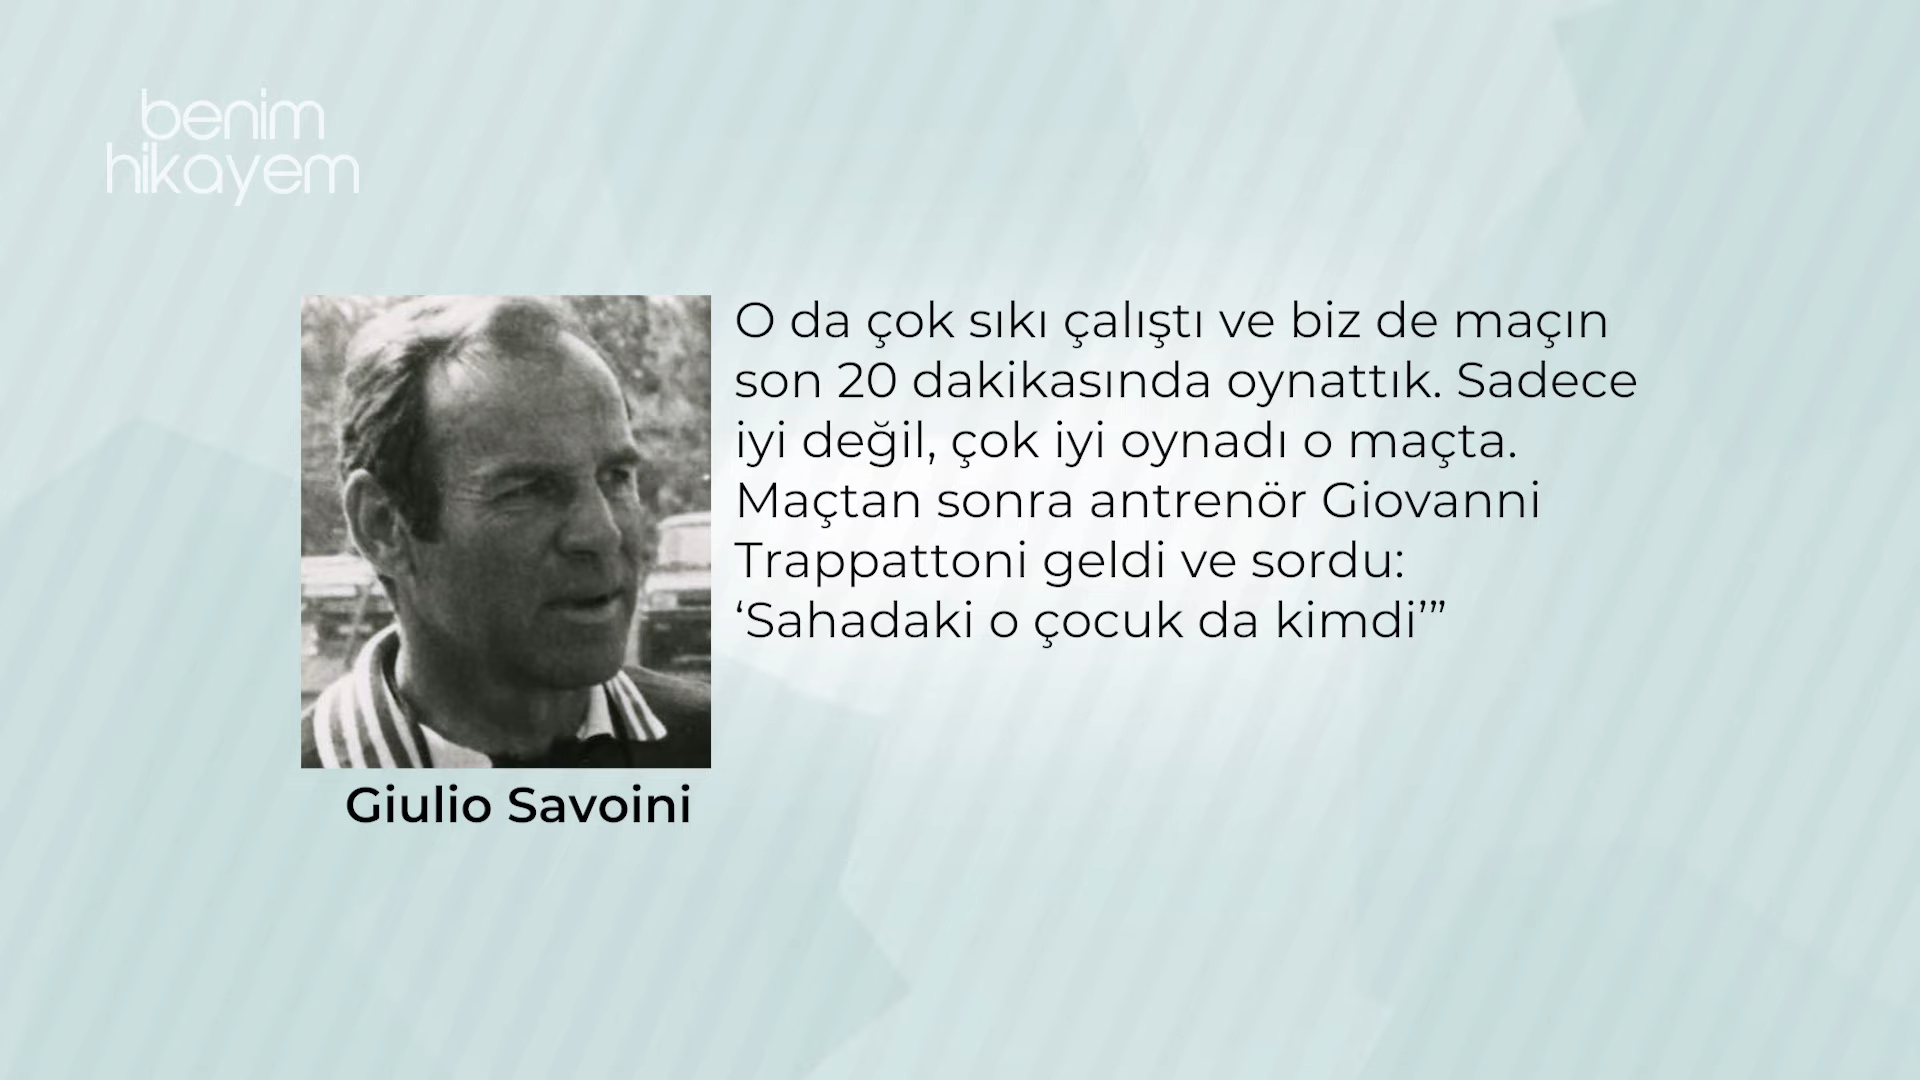 benim
hikayem
O da çok sıkı çalıştı ve biz de maçın
son 20 dakikasında oynattık. Sadece
iyi değil, çok iyi oynadı o maçta.
Maçtan sonra antrenör Giovanni
Trappattoni geldi ve sordu:
‘Sahadaki o çocuk da kimdi’”
Giulio Savoini